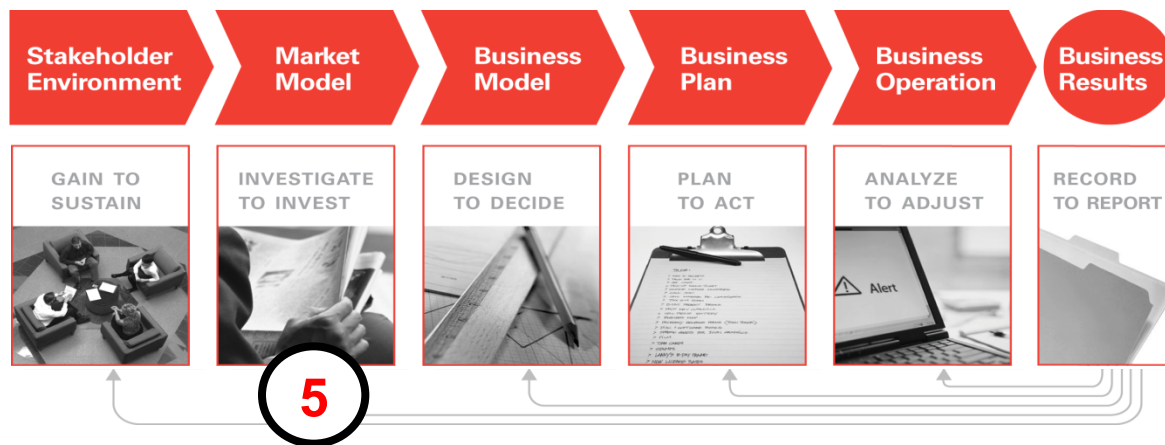 Stakeholder
Environment
Market
Model
Business
Model
Business
Plan
Business
Operation
Business
Results
GAIN TO
SUSTAIN
INVESTIGATE
TO INVEST
DESIGN
TO DECIDE
PLAN
TO ACT
ANALYZE
TO ADJUST
RECORD
TO REPORT
Alert
5